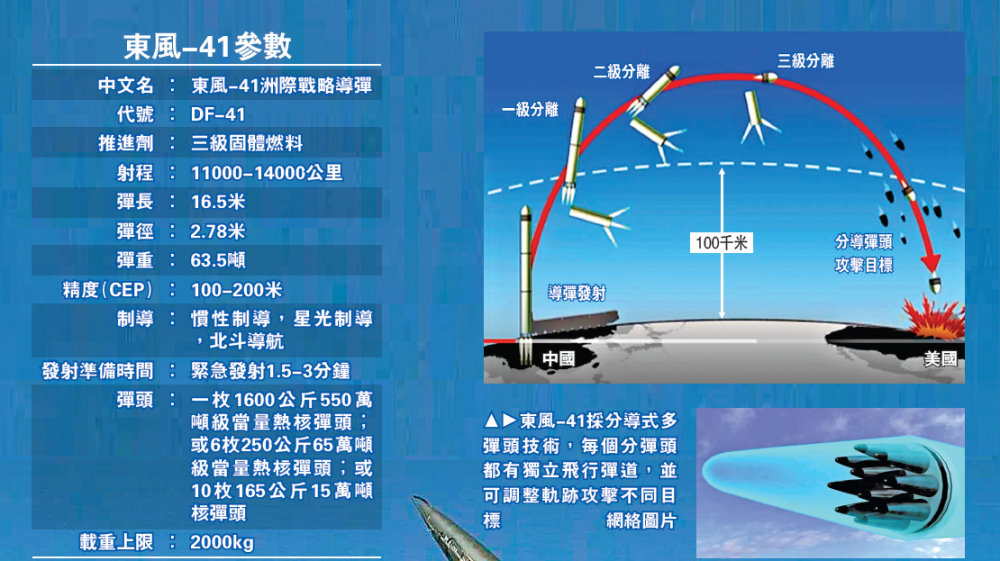 東風-41參數
中文名 : 東風-41洲際戰略導彈
代號 : DF-41
推進劑 : 三級固體燃料
射程 : 11000-14000公里
彈長 : 16.5米
彈徑 : 2.78米
彈重 : 63.5噸
精度(CEP) : 100-200米
制導 : 慣性制導，星光制導
，北斗導航
發射準備時間 : 緊急發射1.5-3分鐘
彈頭 : 一枚1600公斤550萬
噸級當量熱核彈頭；
或6枚250公斤65萬噸
級當量熱核彈頭；或
10枚165公斤15萬噸
核彈頭
載重上限 : 2000kg
一級分離
二級分離
三級分離
100千米
分導彈頭
攻擊目標
導彈發射
中國
美國
▲▶東風-41採分導式多
彈頭技術，每個分彈頭
都有獨立飛行彈道，並
可調整軌跡攻擊不同目
標 網絡圖片